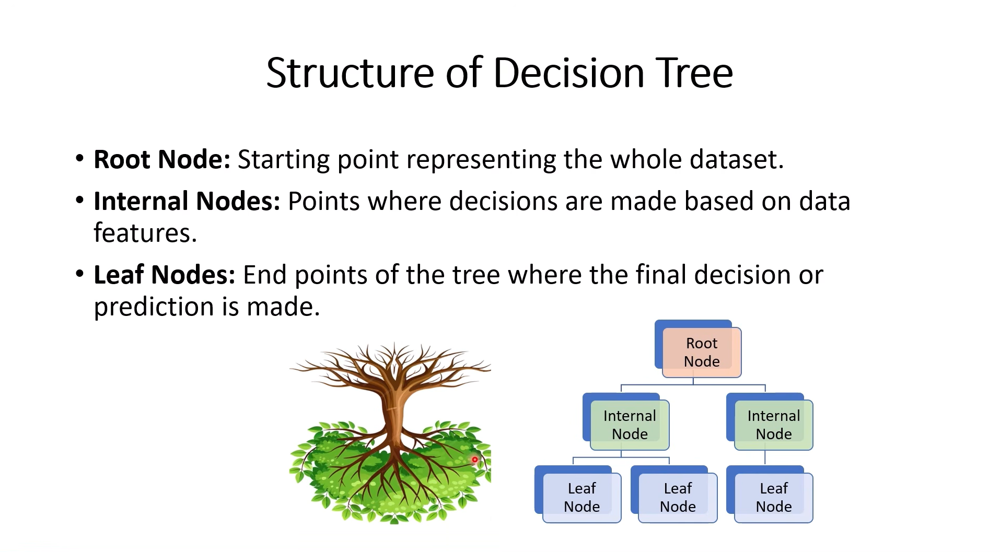 Structure of Decision Tree
• Root Node: Starting point representing the whole dataset.
• Internal Nodes: Points where decisions are made based on data
features.
• Leaf Nodes: End points of the tree where the final decision or
prediction is made.
Root
Node
Internal
Node
Internal
Node
Leaf
Node
Leaf
Node
Leaf
Node